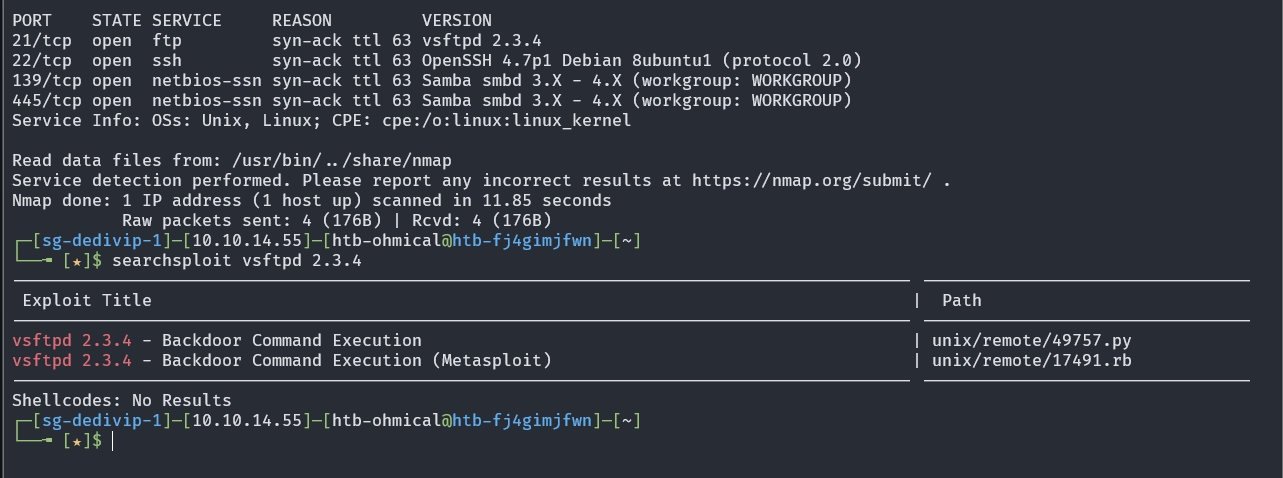 PORT    STATE SERVICE     REASON         VERSION
21/tcp  open  ftp         syn-ack ttl 63 vsftpd 2.3.4
22/tcp  open  ssh         syn-ack ttl 63 OpenSSH 4.7p1 Debian 8ubuntu1 (protocol 2.0)
139/tcp open  netbios-ssn syn-ack ttl 63 Samba smbd 3.X - 4.X (workgroup: WORKGROUP)
445/tcp open  netbios-ssn syn-ack ttl 63 Samba smbd 3.X - 4.X (workgroup: WORKGROUP)
Service Info: OSs: Unix, Linux; CPE: cpe:/o:linux:linux_kernel
Read data files from: /usr/bin/../share/nmap
Service detection performed. Please report any incorrect results at https://nmap.org/submit/ .
Nmap done: 1 IP address (1 host up) scanned in 11.85 seconds
           Raw packets sent: 4 (176B) | Rcvd: 4 (176B)
┌─[sg-dedivip-1]─[10.10.14.55]─[htb-ohmical@htb-fj4gimjfwn]─[~]
└──╼ [★]$ searchsploit vsftpd 2.3.4
 Exploit Title | Path
vsftpd 2.3.4 - Backdoor Command Execution | unix/remote/49757.py
vsftpd 2.3.4 - Backdoor Command Execution (Metasploit) | unix/remote/17491.rb
Shellcodes: No Results
┌─[sg-dedivip-1]─[10.10.14.55]─[htb-ohmical@htb-fj4gimjfwn]─[~]
└──╼ [★]$